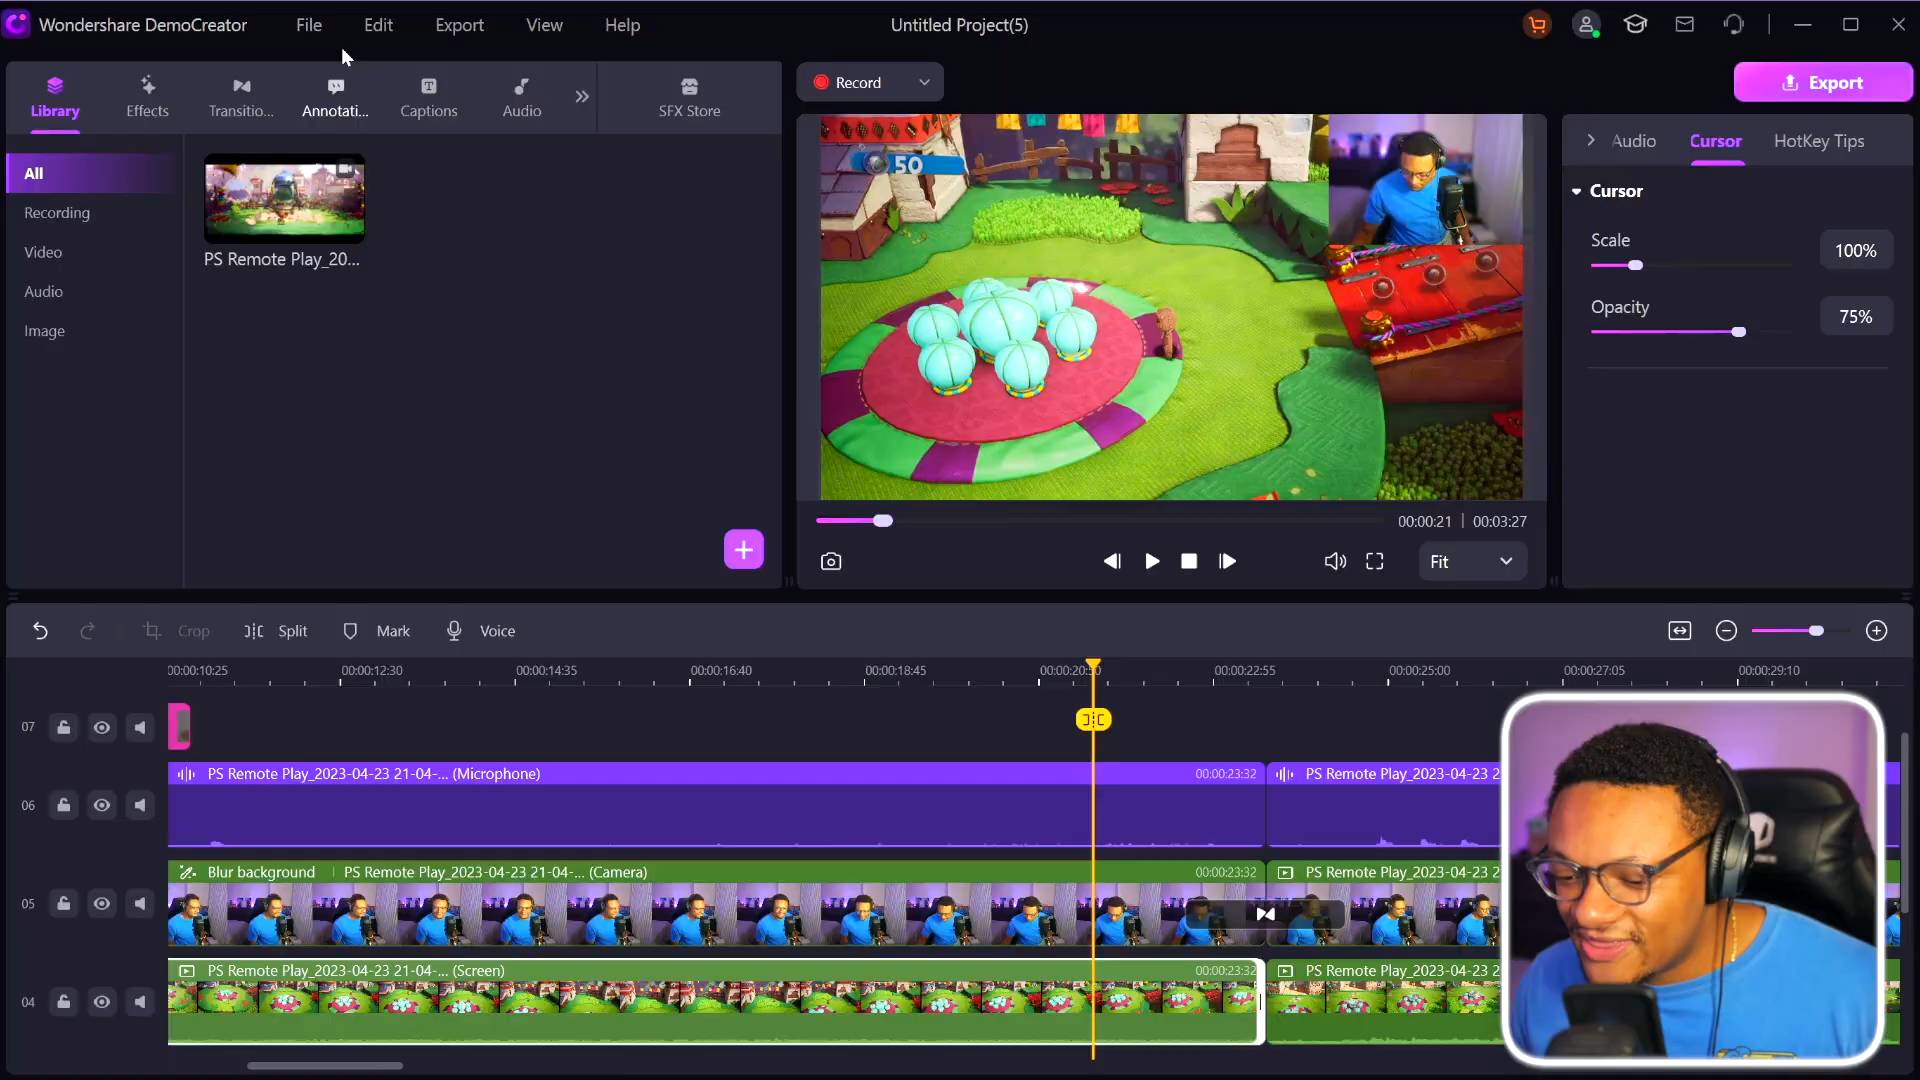 Wondershare DemoCreator File Edit Export View Help Untitled Project(5)
Library Effects Transitio... Annotati... Captions Audio SFX Store
Record
Export
All
Recording
Video
Audio
Image
PS Remote Play_20...
50
00:00:21 | 00:03:27
Fit
Audio Cursor HotKey Tips
Cursor
Scale
100%
Opacity
75%
Crop Split Mark Voice
00:00:10:25 00:00:12:30 00:00:14:35 00:00:16:40 00:00:18:45 00:00:20:50 00:00:22:55 00:00:25:00 00:00:27:05 00:00:29:10
07
06
PS Remote Play_2023-04-23 21-04-... (Microphone) 00:00:23:32 PS Remote Play_2023-04-23 2
05
Blur background PS Remote Play_2023-04-23 21-04-... (Camera) 00:00:23:32 PS Remote Play_2023-04-23 2
04
PS Remote Play_2023-04-23 21-04-... (Screen) 00:00:23:32 PS Remote Play_2023-04-23 2